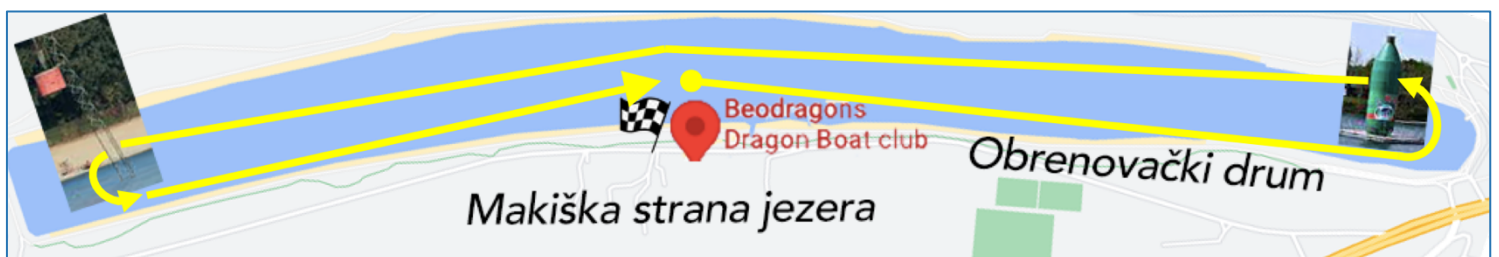 Beodragons
Dragon Boat club
Obrenovački drum
Makiška strana jezera